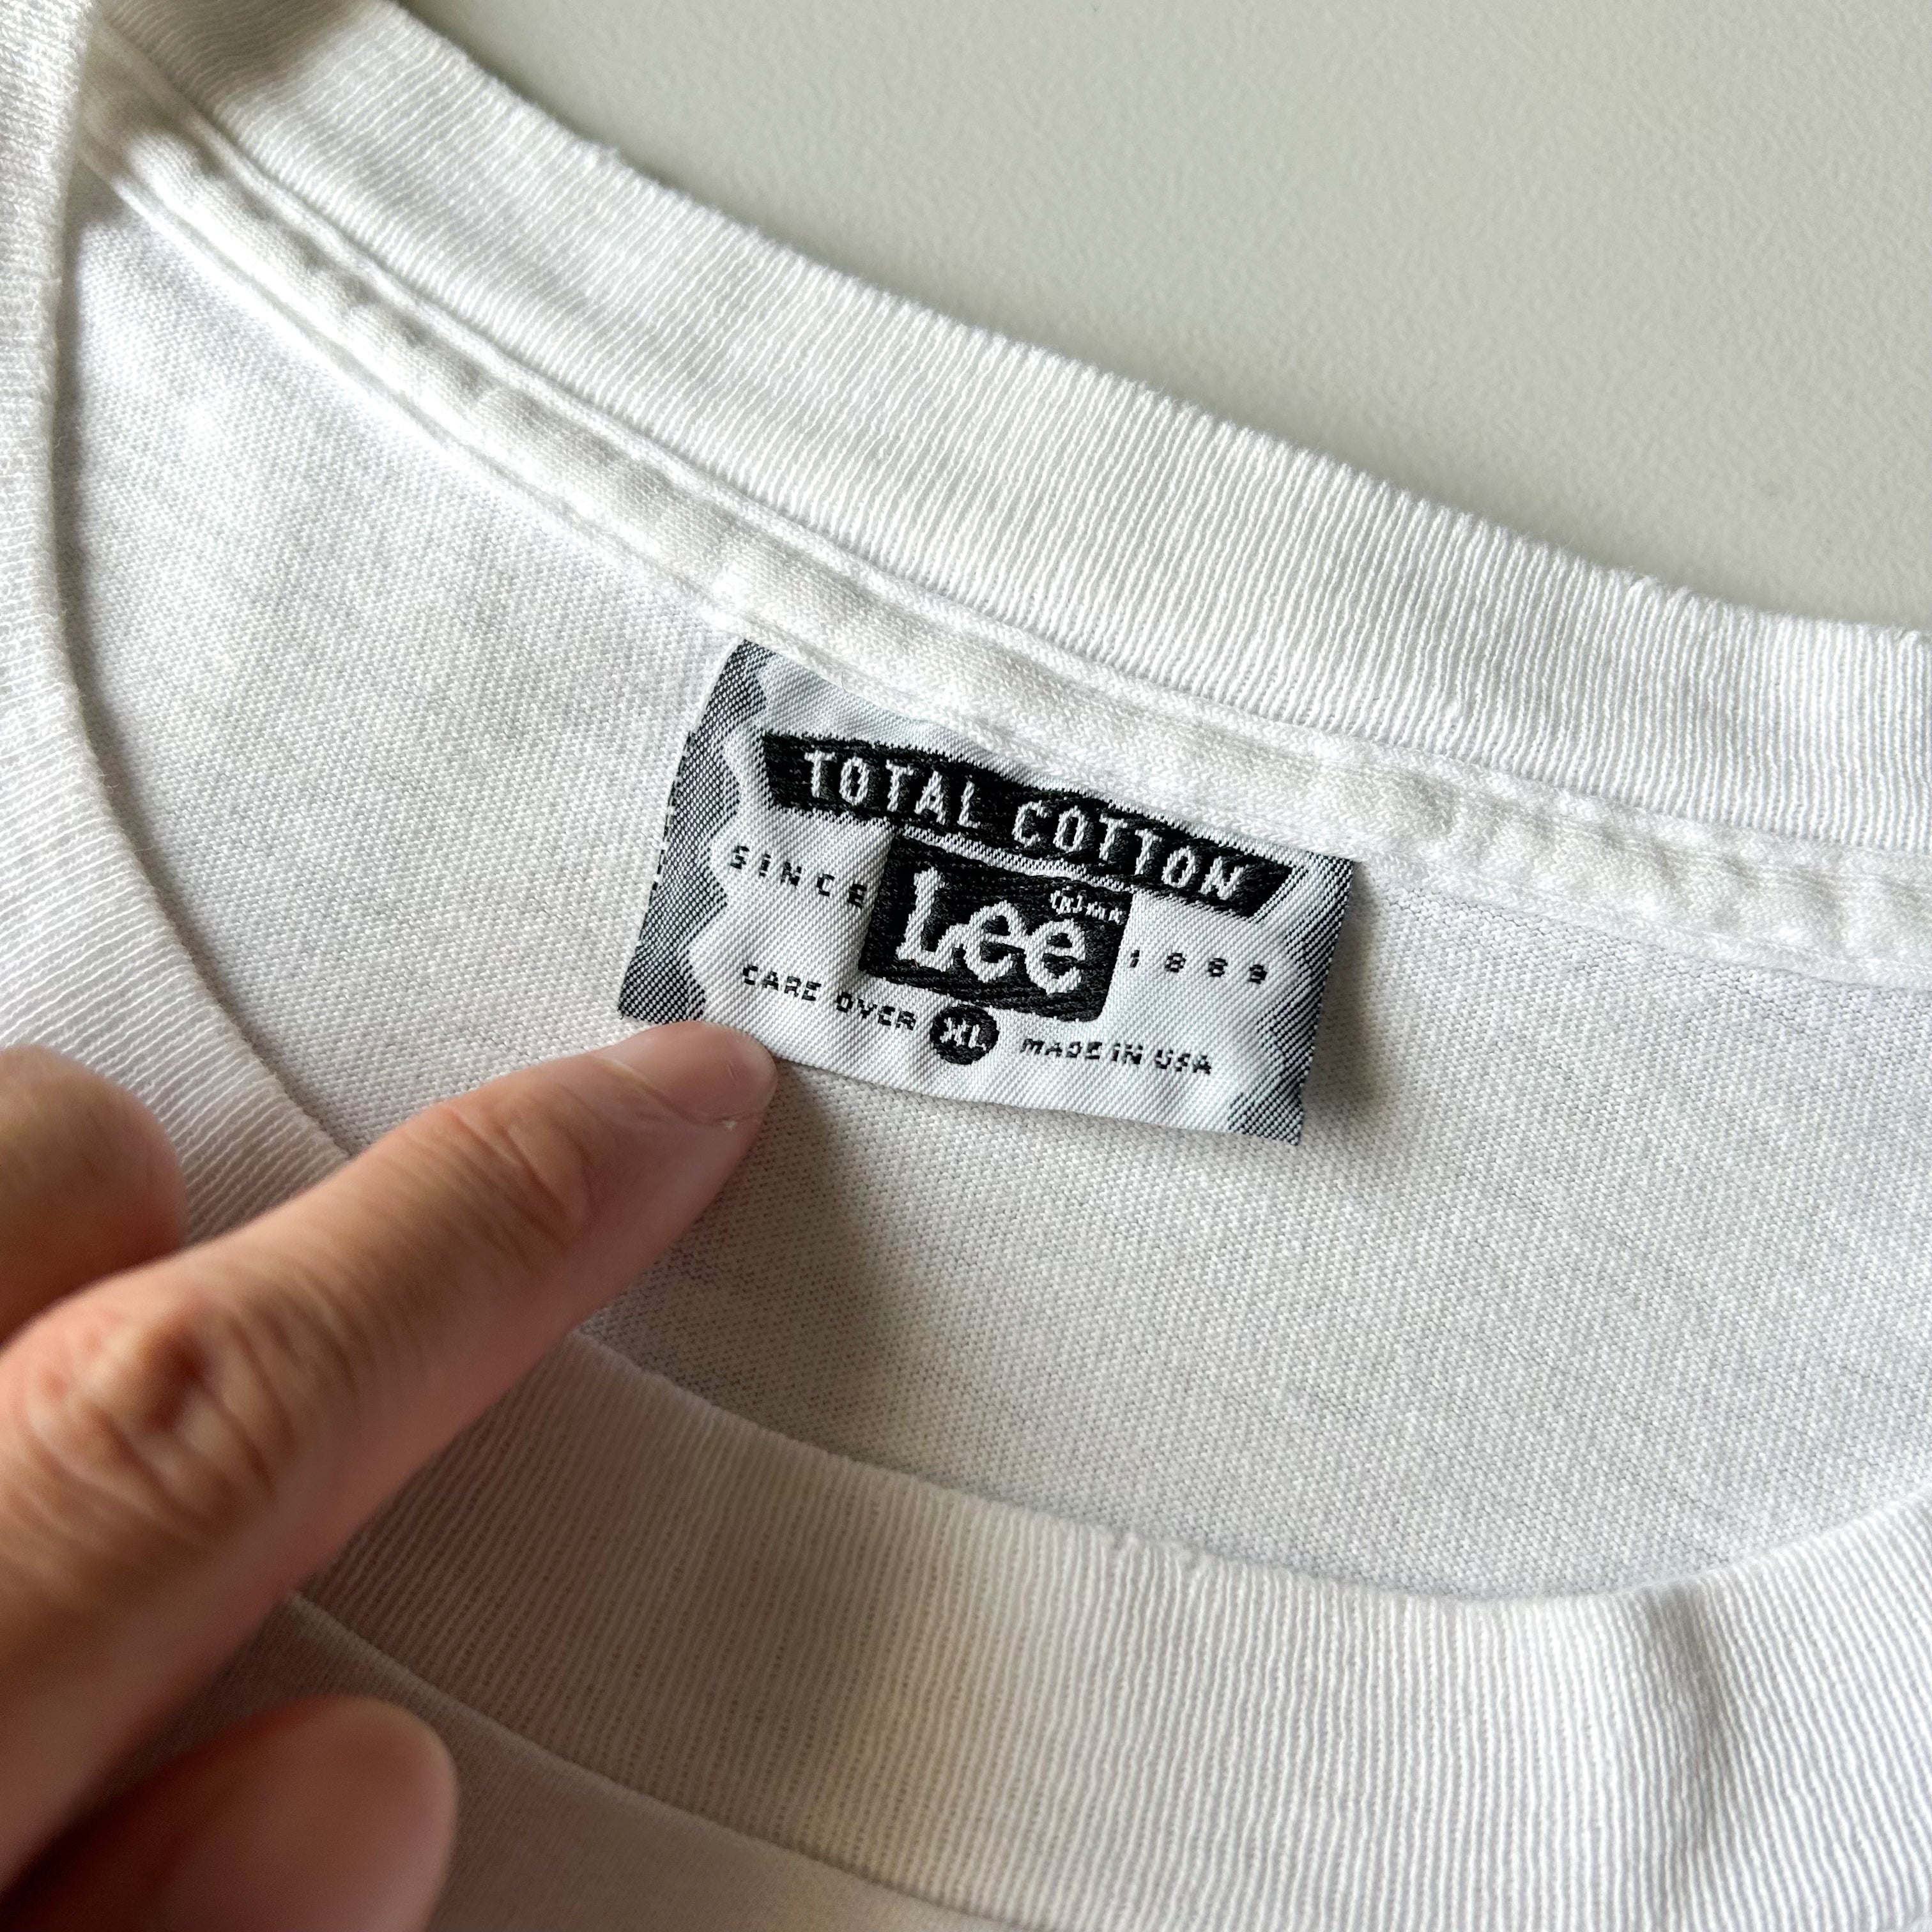 TOTAL COTTON
SINCE Lee 1889
CARE OVER XL MADE IN USA